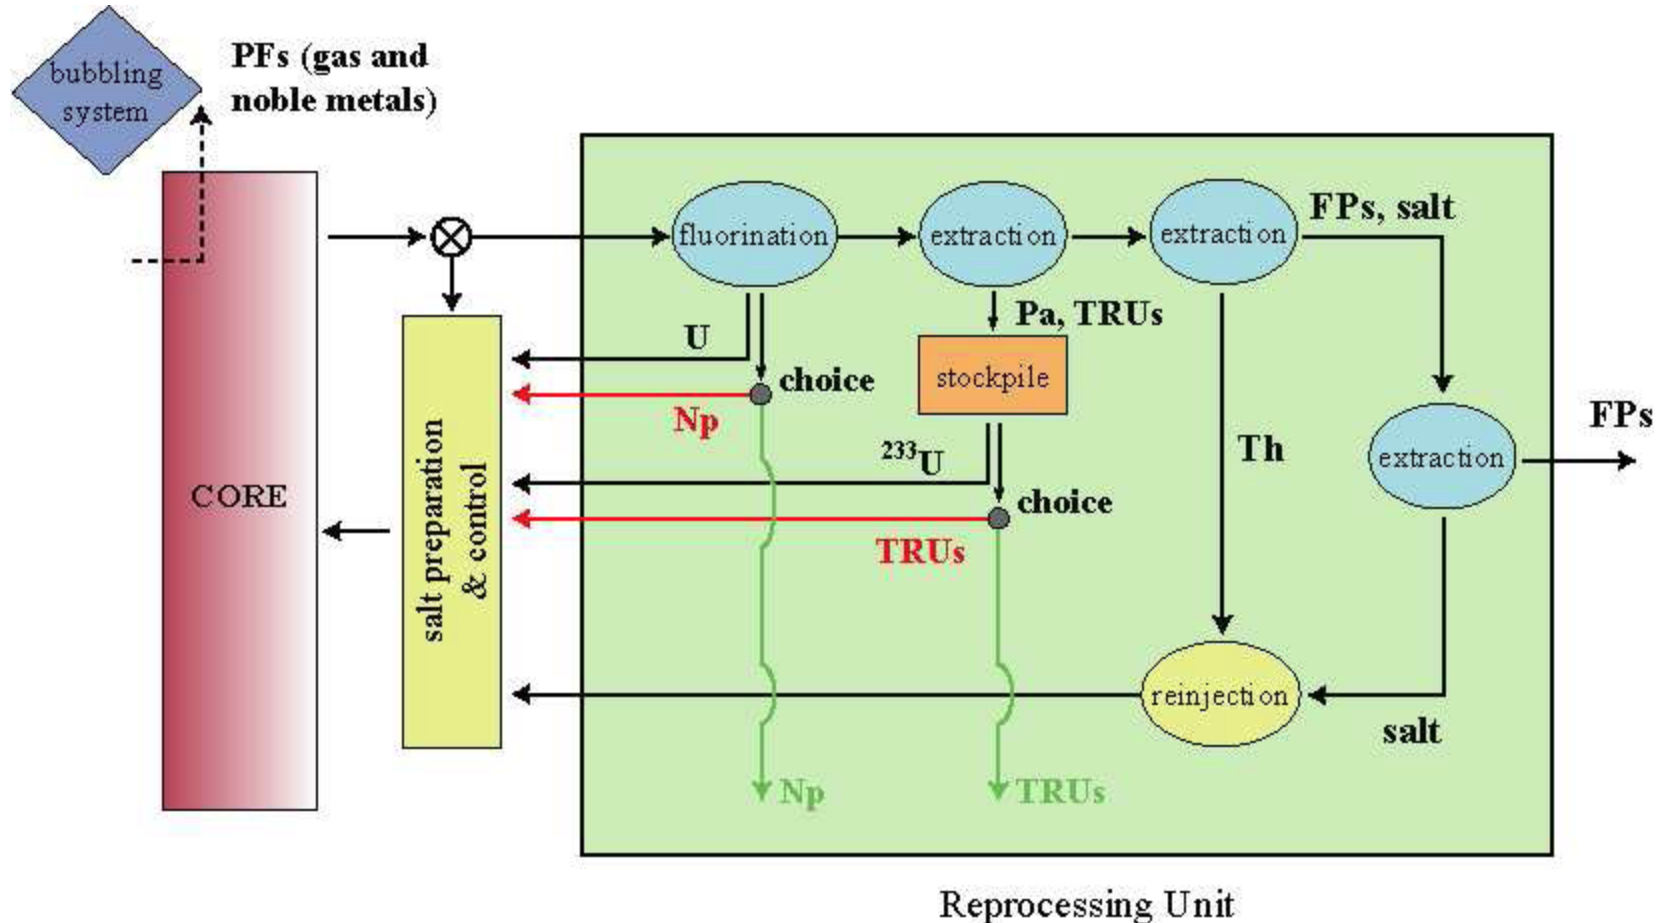 bubbling
system
PFs (gas and
noble metals)
fluorination
extraction
extraction
FPs, salt
Pa, TRUs
U
stockpile
choice
Np
FPs
233U
Th
extraction
choice
CORE
salt preparation
& control
TRUs
reinjection
salt
Np
TRUs
Reprocessing Unit